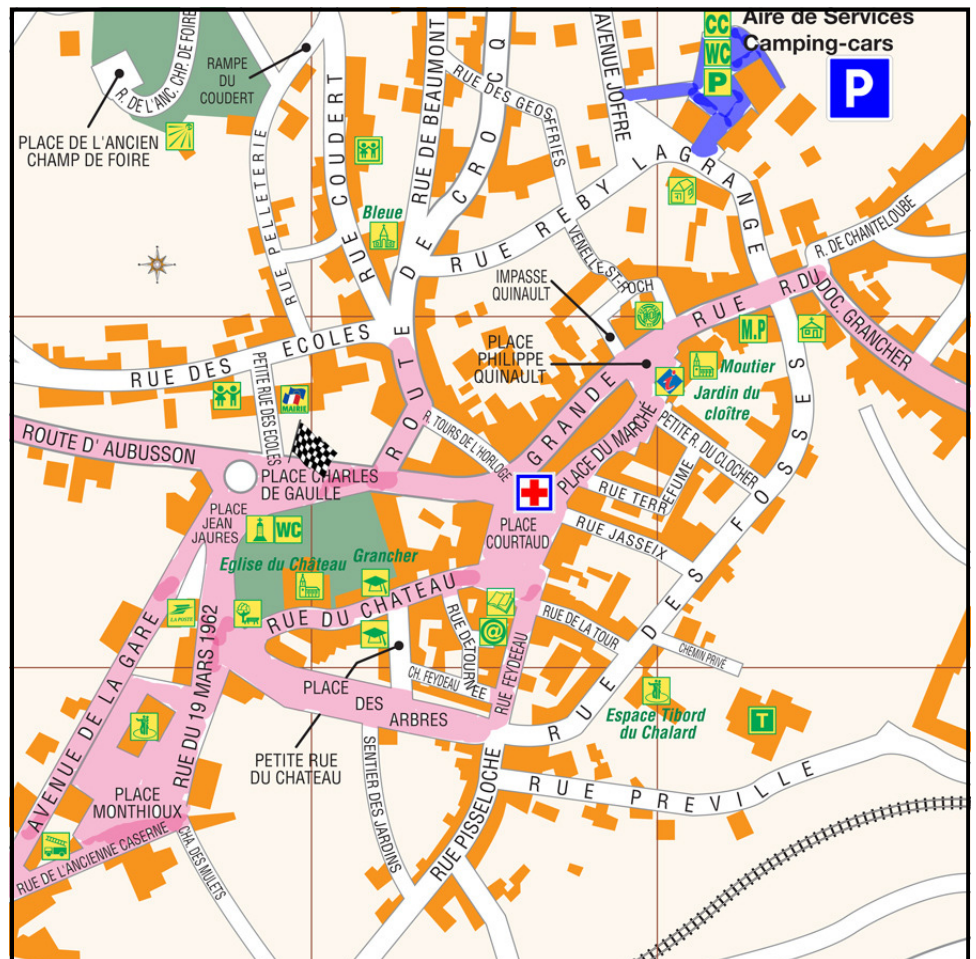 Aire de Services
Camping-cars
CC
WC
P
P
AVENUE JOFFRE
R. DE L'ANC. CHP. DE FOIRE
RAMPE
DU
COUDERT
RUE COUDERT
RUE DE BEAUMONT
RUE DES GEOFFRIES
PLACE DE L'ANCIEN
CHAMP DE FOIRE
RUE PELLETERIE
Bleue
RUE REBY LAGRANGE
VENELLE ST-ROCH
R. DE CHANTELOUBE
IMPASSE
QUINAULT
GRANDE RUE
R. DU DOC. GRANCHER
M.P
PLACE
PHILIPPE
QUINAULT
Moutier
Jardin du
cloître
RUE DES ECOLES
PETITE RUE DES ECOLES
MAIRIE
ROUTE DE CROCQ
R. TOURS DE L'HORLOGE
PLACE DU MARCHÉ
PETITE R. DU CLOCHER
ROUTE D'AUBUSSON
PLACE CHARLES
DE GAULLE
RUE TERREFUME
RUE JASSEIX
PLACE
COURTAUD
PLACE
JEAN
JAURES
WC
Eglise du Château
Grancher
RUE DU CHATEAU
LA POSTE
@
RUE DETOURNÉE
RUE DE LA TOUR
CHEMIN PRIVÉ
RUE DES FOSSES
AVENUE DE LA GARE
RUE DU 19 MARS 1962
CH. FEYDEAU
RUE FEYDEEAU
PLACE
DES
ARBRES
Espace Tibord
du Chalard
T
PETITE RUE
DU CHATEAU
SENTIER DES JARDINS
RUE PISSELOCHE
RUE PREVILLE
PLACE
MONTHIOUX
RUE DE L'ANCIENNE CASERNE
CHA. DES MULETS